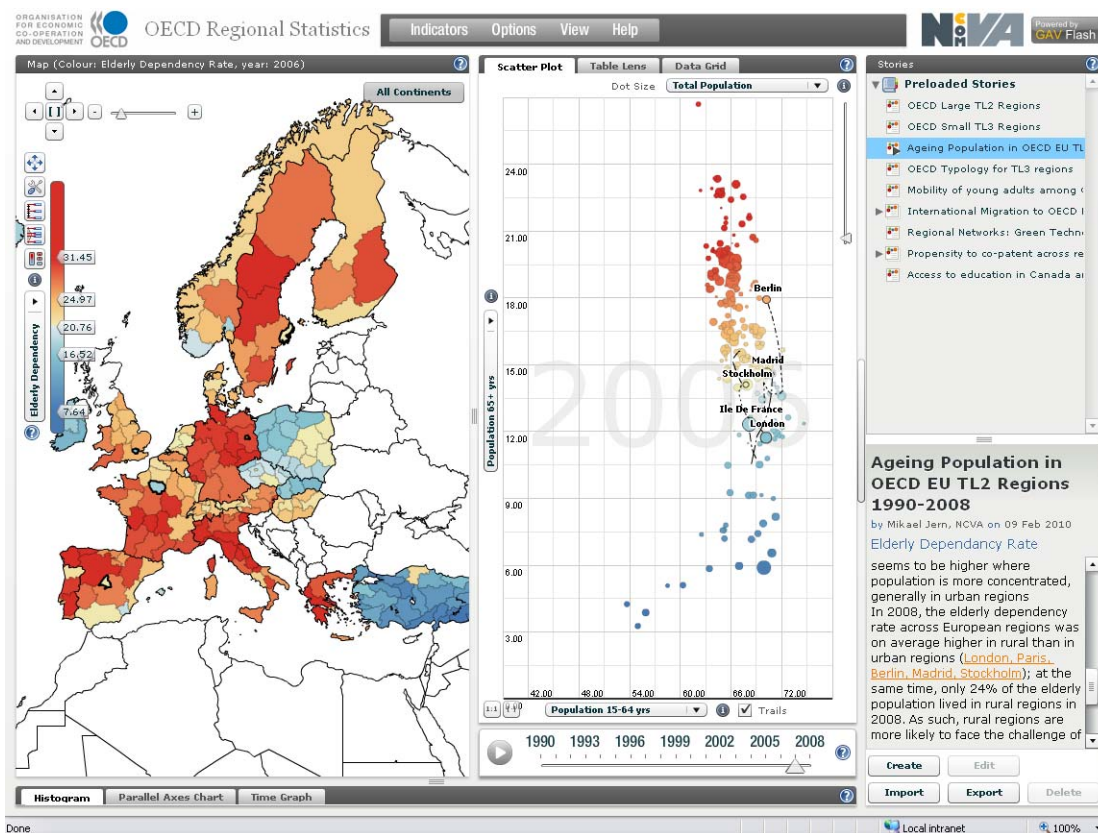 ORGANISATION
FOR ECONOMIC
CO-OPERATION
AND DEVELOPMENT
OECD
OECD Regional Statistics
Indicators Options View Help
NComVA
Powered by
GAV Flash
Map (Colour: Elderly Dependency Rate, year: 2006)
All Continents
31.45
24.97
20.76
16.52
7.64
Elderly Dependency
Scatter Plot Table Lens Data Grid
Dot Size Total Population
24.00
21.00
18.00
15.00
12.00
9.00
6.00
3.00
Population 65+ yrs
2006
Berlin
Madrid
Stockholm
Ile De France
London
42.00 48.00 54.00 60.00 66.00 72.00
1:1
Population 15-64 yrs
Trails
1990 1993 1996 1999 2002 2005 2008
Histogram Parallel Axes Chart Time Graph
Stories
Preloaded Stories
OECD Large TL2 Regions
OECD Small TL3 Regions
Ageing Population in OECD EU TL
OECD Typology for TL3 regions
Mobility of young adults among
International Migration to OECD
Regional Networks: Green Techn
Propensity to co-patent across re
Access to education in Canada a
Ageing Population in
OECD EU TL2 Regions
1990-2008
by Mikael Jern, NCVA on 09 Feb 2010
Elderly Dependancy Rate
seems to be higher where
population is more concentrated,
generally in urban regions
In 2008, the elderly dependency
rate across European regions was
on average higher in rural than in
urban regions (London, Paris,
Berlin, Madrid, Stockholm); at the
same time, only 24% of the elderly
population lived in rural regions in
2008. As such, rural regions are
more likely to face the challenge of
Create Edit
Import Export Delete
Done
Local intranet
100%